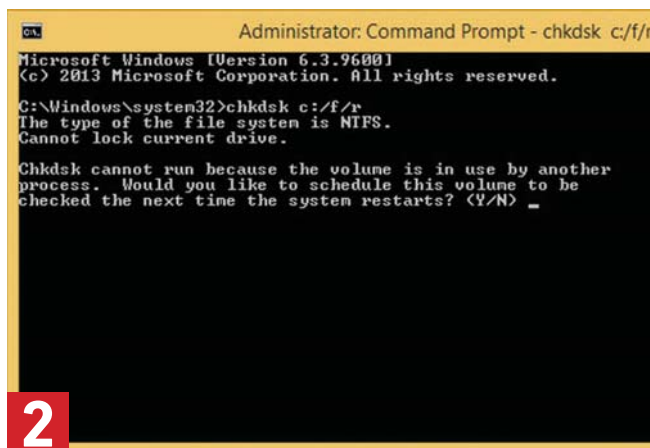 Administrator: Command Prompt - chkdsk c:/f/r
Microsoft Windows [Version 6.3.9600]
(c) 2013 Microsoft Corporation. All rights reserved.
C:\Windows\system32>chkdsk c:/f/r
The type of the file system is NTFS.
Cannot lock current drive.
Chkdsk cannot run because the volume is in use by another
process.  Would you like to schedule this volume to be
checked the next time the system restarts? (Y/N) _
2